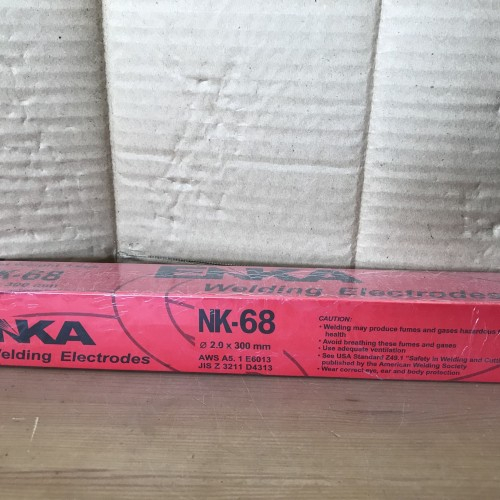 K-68
ENKA
Welding Electrodes
NKA
Welding Electrodes
NK-68
Ø 2.0 x 300 mm
AWS A5. 1 E6013
JIS Z 3211 D4313
CAUTION:
• Welding may produce fumes and gases hazardous
health
• Avoid breathing these fumes and gases
• Use adequate ventilation
• See USA Standard Z49.1 "Safety in Welding and
published by the American Welding Society
• Wear correct eye, ear and body protection